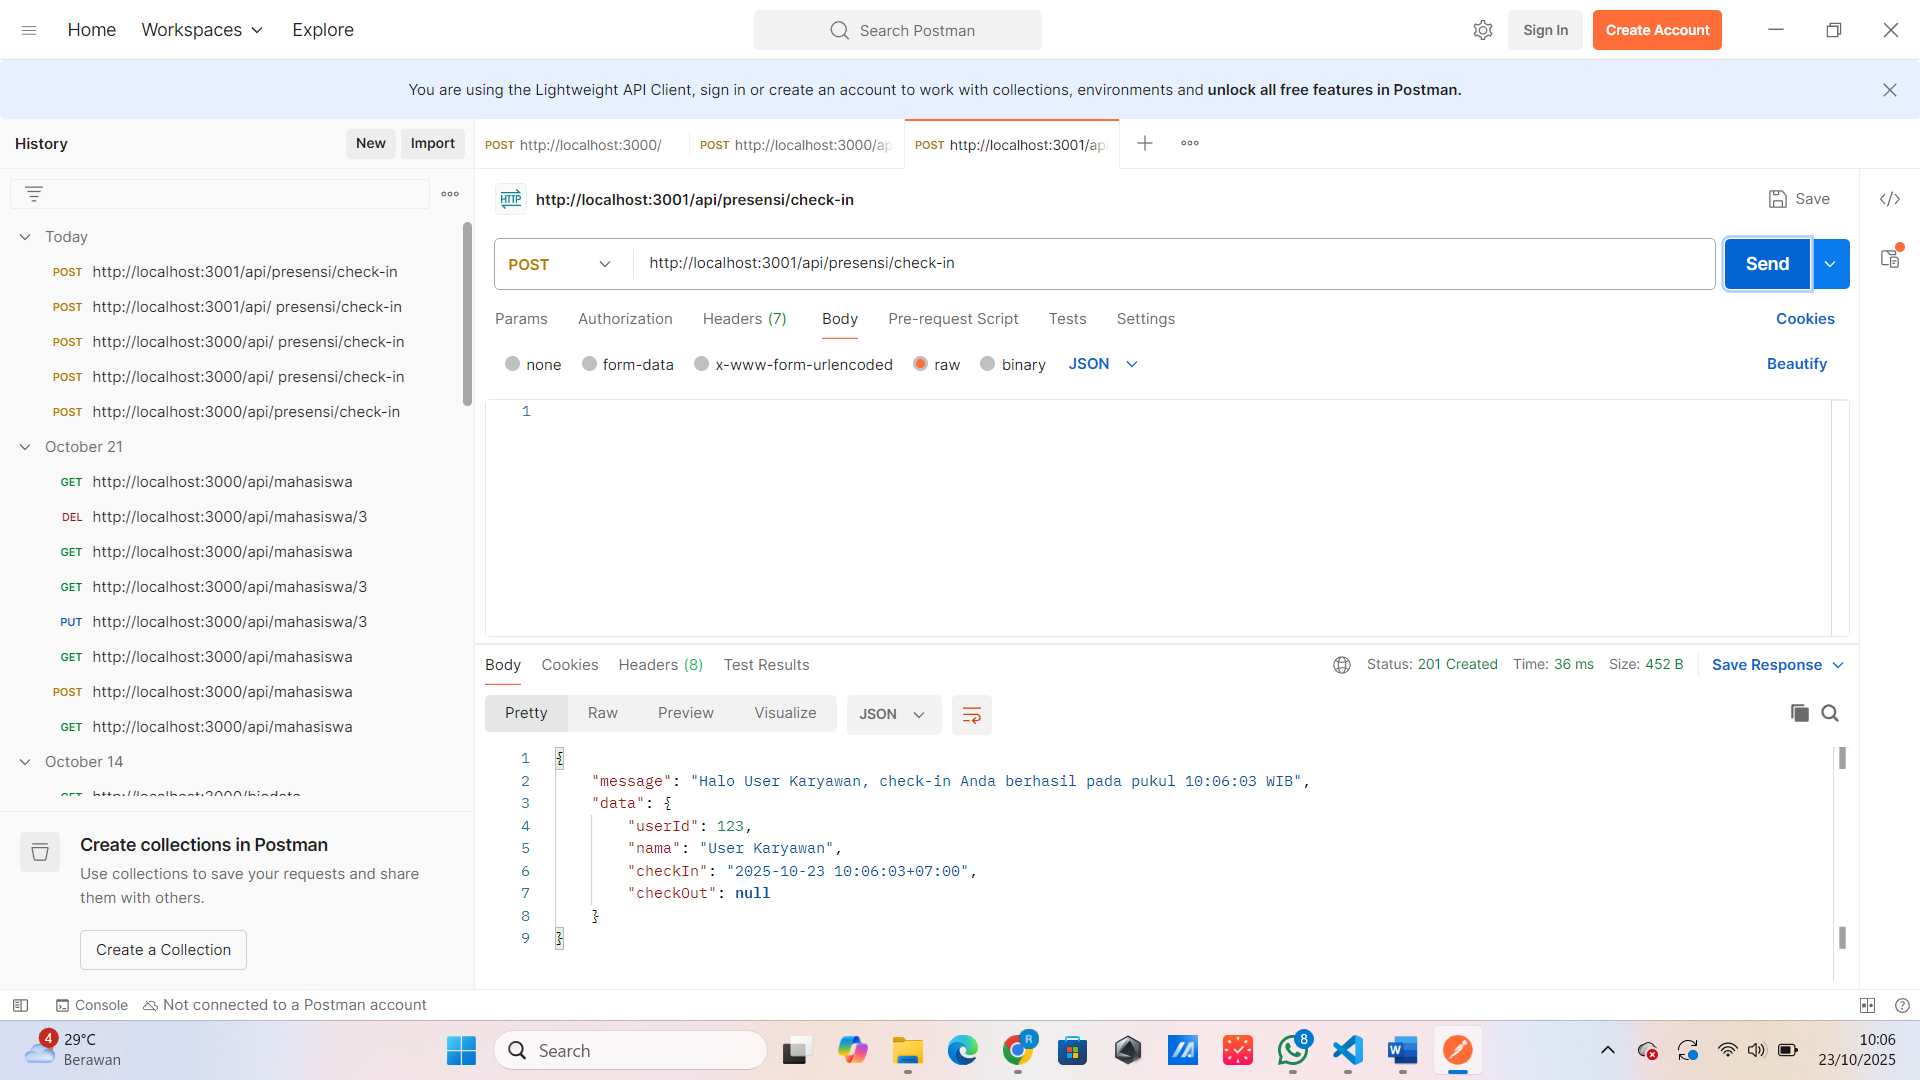 Home Workspaces Explore Search Postman Sign In Create Account
You are using the Lightweight API Client, sign in or create an account to work with collections, environments and unlock all free features in Postman.
History New Import
POST http://localhost:3000/ POST http://localhost:3000/ap POST http://localhost:3001/ap
HTTP http://localhost:3001/api/presensi/check-in Save
Today
POST http://localhost:3001/api/presensi/check-in
POST http://localhost:3001/api/ presensi/check-in
POST http://localhost:3000/api/ presensi/check-in
POST http://localhost:3000/api/ presensi/check-in
POST http://localhost:3000/api/presensi/check-in
October 21
GET http://localhost:3000/api/mahasiswa
DEL http://localhost:3000/api/mahasiswa/3
GET http://localhost:3000/api/mahasiswa
GET http://localhost:3000/api/mahasiswa/3
PUT http://localhost:3000/api/mahasiswa/3
GET http://localhost:3000/api/mahasiswa
POST http://localhost:3000/api/mahasiswa
GET http://localhost:3000/api/mahasiswa
October 14
GET http://localhost:3000/biodata
Create collections in Postman
Use collections to save your requests and share
them with others.
Create a Collection
POST http://localhost:3001/api/presensi/check-in Send
Params Authorization Headers (7) Body Pre-request Script Tests Settings Cookies
none form-data x-www-form-urlencoded raw binary JSON Beautify
1
Body Cookies Headers (8) Test Results Status: 201 Created Time: 36 ms Size: 452 B Save Response
Pretty Raw Preview Visualize JSON
1 {
2 "message": "Halo User Karyawan, check-in Anda berhasil pada pukul 10:06:03 WIB",
3 "data": {
4 "userId": 123,
5 "nama": "User Karyawan",
6 "checkIn": "2025-10-23 10:06:03+07:00",
7 "checkOut": null
8 }
9 }
Console Not connected to a Postman account
4 29°C
Berawan
Search
R
8
10:06
23/10/2025